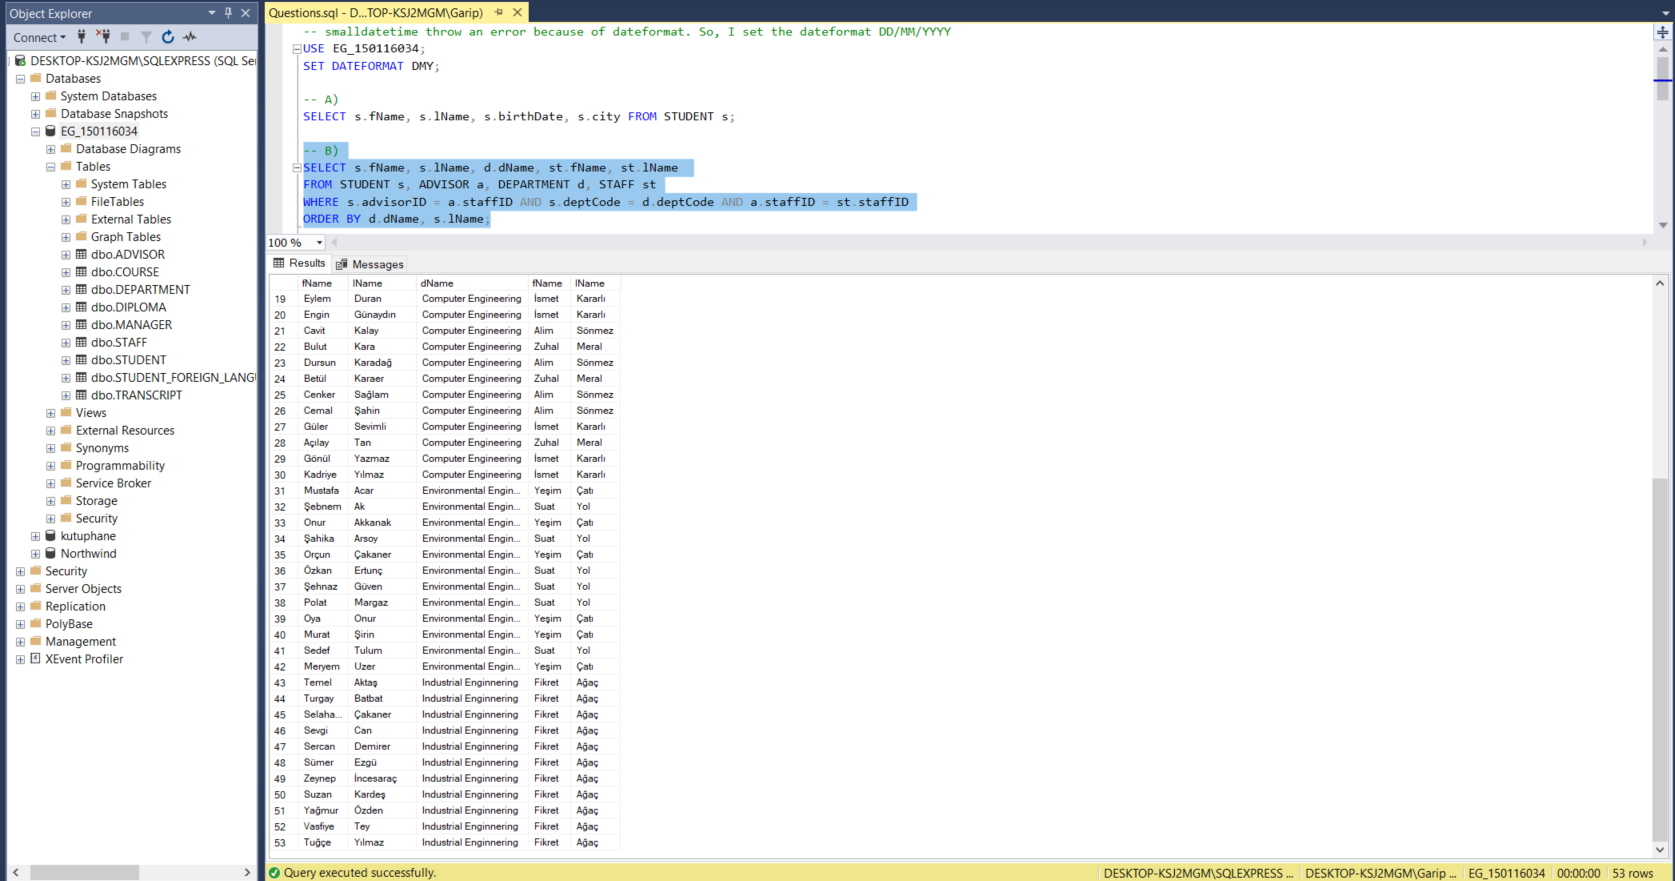 Object Explorer
Connect
DESKTOP-KSJ2MGM\SQLEXPRESS (SQL Se
Databases
System Databases
Database Snapshots
EG_150116034
Database Diagrams
Tables
System Tables
FileTables
External Tables
Graph Tables
dbo.ADVISOR
dbo.COURSE
dbo.DEPARTMENT
dbo.DIPLOMA
dbo.MANAGER
dbo.STAFF
dbo.STUDENT
dbo.STUDENT_FOREIGN_LANGU
dbo.TRANSCRIPT
Views
External Resources
Synonyms
Programmability
Service Broker
Storage
Security
kutuphane
Northwind
Security
Server Objects
Replication
PolyBase
Management
XEvent Profiler
Questions.sql - D...TOP-KSJ2MGM\Garip)
-- smalldatetime throw an error because of dateformat. So, I set the dateformat DD/MM/YYYY
USE EG_150116034;
SET DATEFORMAT DMY;
-- A)
SELECT s.fName, s.lName, s.birthDate, s.city FROM STUDENT s;
-- B)
SELECT s.fName, s.lName, d.dName, st.fName, st.lName
FROM STUDENT s, ADVISOR a, DEPARTMENT d, STAFF st
WHERE s.advisorID = a.staffID AND s.deptCode = d.deptCode AND a.staffID = st.staffID
ORDER BY d.dName, s.lName;
100 %
Results Messages
fName lName dName fName lName
19 Eylem Duran Computer Engineering İsmet Kararlı
20 Engin Günaydın Computer Engineering İsmet Kararlı
21 Cavit Kalay Computer Engineering Alim Sönmez
22 Bulut Kara Computer Engineering Zuhal Meral
23 Dursun Karadağ Computer Engineering Alim Sönmez
24 Betül Karaer Computer Engineering Zuhal Meral
25 Cenker Sağlam Computer Engineering Alim Sönmez
26 Cemal Şahin Computer Engineering Alim Sönmez
27 Güler Sevimli Computer Engineering İsmet Kararlı
28 Açılay Tan Computer Engineering Zuhal Meral
29 Gönül Yazmaz Computer Engineering İsmet Kararlı
30 Kadriye Yılmaz Computer Engineering İsmet Kararlı
31 Mustafa Acar Environmental Engin... Yeşim Çatı
32 Şebnem Ak Environmental Engin... Suat Yol
33 Onur Akkanak Environmental Engin... Yeşim Çatı
34 Şahika Arsoy Environmental Engin... Suat Yol
35 Orçun Çakaner Environmental Engin... Yeşim Çatı
36 Özkan Ertunç Environmental Engin... Suat Yol
37 Şehnaz Güven Environmental Engin... Suat Yol
38 Polat Margaz Environmental Engin... Suat Yol
39 Oya Onur Environmental Engin... Yeşim Çatı
40 Murat Şirin Environmental Engin... Yeşim Çatı
41 Sedef Tulum Environmental Engin... Suat Yol
42 Meryem Uzer Environmental Engin... Yeşim Çatı
43 Temel Aktaş Industrial Enginnering Fikret Ağaç
44 Turgay Batbat Industrial Enginnering Fikret Ağaç
45 Selaha... Çakaner Industrial Enginnering Fikret Ağaç
46 Sevgi Can Industrial Enginnering Fikret Ağaç
47 Sercan Demirer Industrial Enginnering Fikret Ağaç
48 Sümer Ezgü Industrial Enginnering Fikret Ağaç
49 Zeynep İncesaraç Industrial Enginnering Fikret Ağaç
50 Suzan Kardeş Industrial Enginnering Fikret Ağaç
51 Yağmur Özden Industrial Enginnering Fikret Ağaç
52 Vasfiye Tey Industrial Enginnering Fikret Ağaç
53 Tuğçe Yılmaz Industrial Enginnering Fikret Ağaç
Query executed successfully. DESKTOP-KSJ2MGM\SQLEXPRESS ... DESKTOP-KSJ2MGM\Garip ... EG_150116034 00:00:00 53 rows